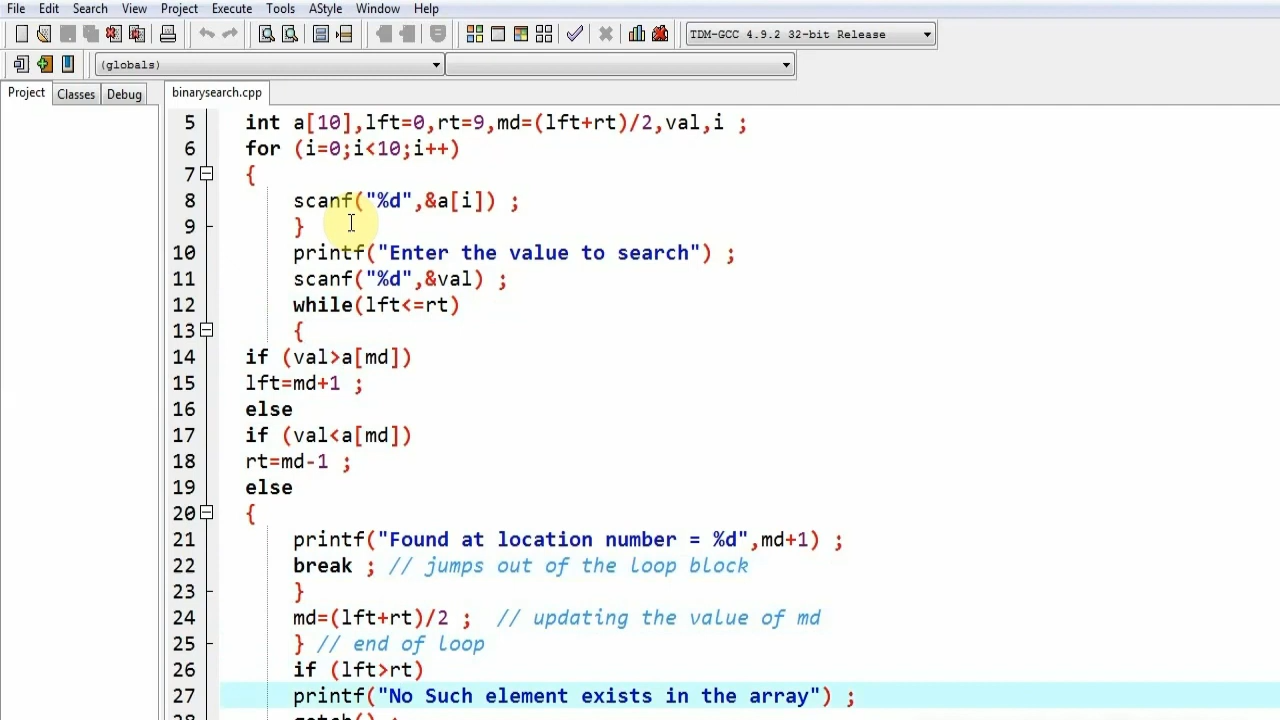 File Edit Search View Project Execute Tools AStyle Window Help
TDM-GCC 4.9.2 32-bit Release
(globals)
Project Classes Debug binarysearch.cpp
5 int a[10],lft=0,rt=9,md=(lft+rt)/2,val,i ;
6 for (i=0;i<10;i++)
7 {
8 scanf("%d",&a[i]) ;
9 }
10 printf("Enter the value to search") ;
11 scanf("%d",&val) ;
12 while(lft<=rt)
13 {
14 if (val>a[md])
15 lft=md+1 ;
16 else
17 if (val<a[md])
18 rt=md-1 ;
19 else
20 {
21 printf("Found at location number = %d",md+1) ;
22 break ; // jumps out of the loop block
23 }
24 md=(lft+rt)/2 ; // updating the value of md
25 } // end of loop
26 if (lft>rt)
27 printf("No Such element exists in the array") ;
28 getch() ;